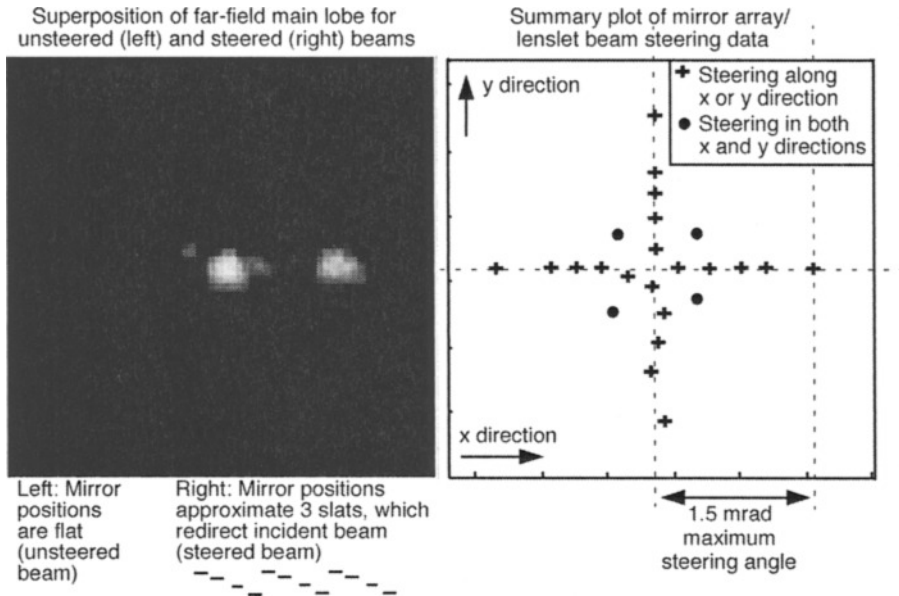 Superposition of far-field main lobe for
unsteered (left) and steered (right) beams
Summary plot of mirror array/
lenslet beam steering data
y direction
Steering along
x or y direction
Steering in both
x and y directions
x direction
Left: Mirror
positions
are flat
(unsteered
beam)
Right: Mirror positions
approximate 3 slats, which
redirect incident beam
(steered beam)
1.5 mrad
maximum
steering angle